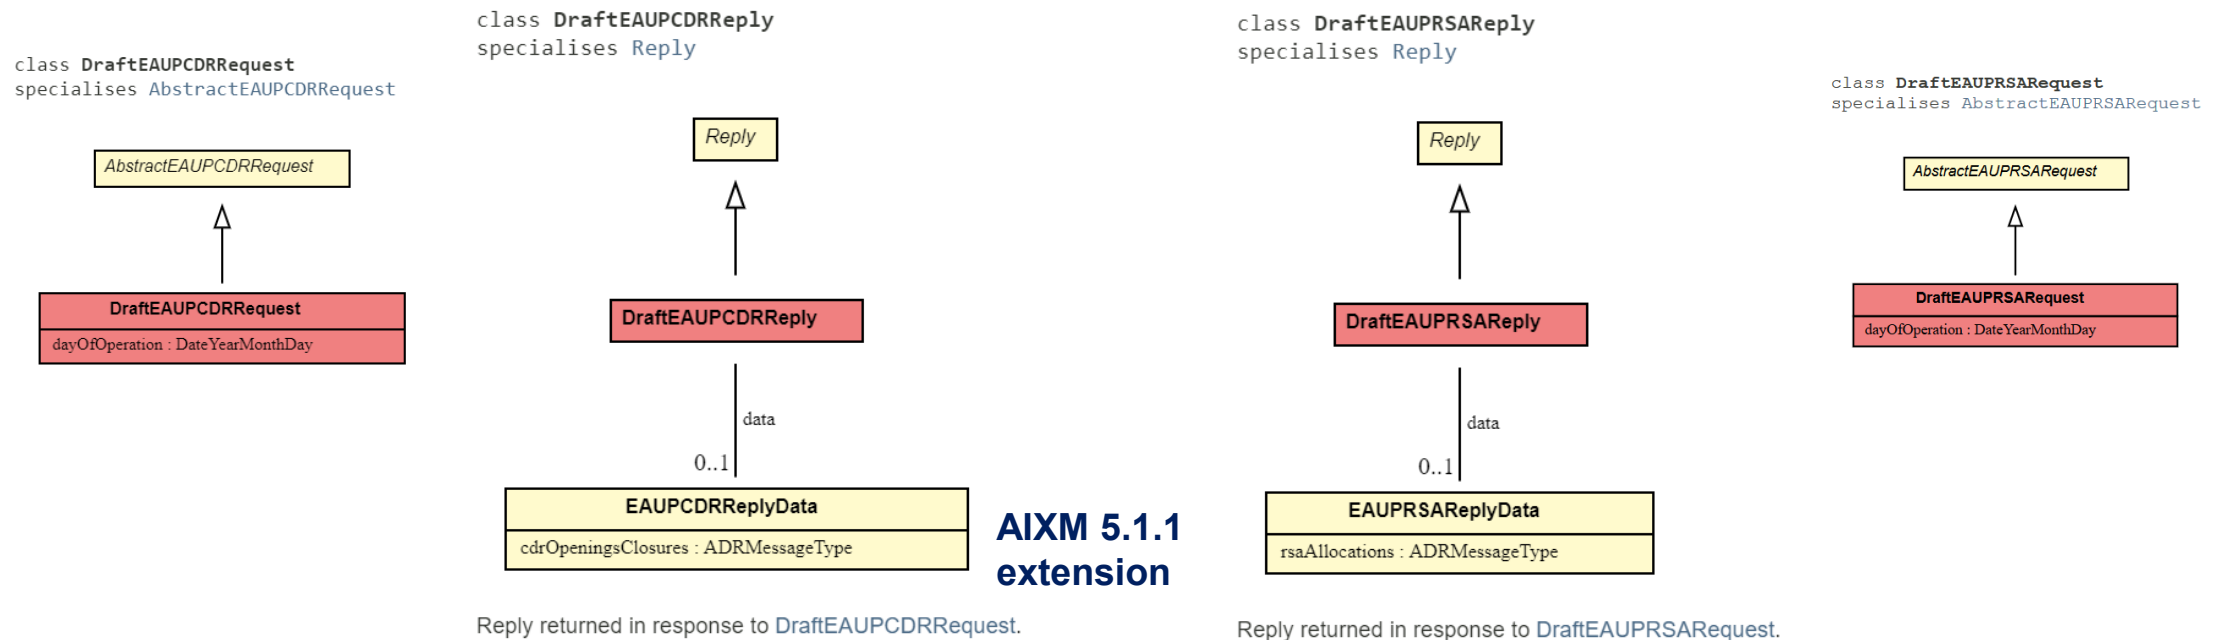 class DraftEAUPCDRRequest
specialises AbstractEAUPCDRRequest
AbstractEAUPCDRRequest
DraftEAUPCDRRequest
dayOfOperation : DateYearMonthDay
class DraftEAUPCDRReply
specialises Reply
Reply
DraftEAUPCDRReply
data
0..1
EAUPCDRReplyData
cdrOpeningsClosures : ADRMessageType
Reply returned in response to DraftEAUPCDRRequest.
AIXM 5.1.1
extension
class DraftEAUPRSAReply
specialises Reply
Reply
DraftEAUPRSAReply
data
0..1
EAUPRSAReplyData
rsaAllocations : ADRMessageType
Reply returned in response to DraftEAUPRSARequest.
class DraftEAUPRSARequest
specialises AbstractEAUPRSARequest
AbstractEAUPRSARequest
DraftEAUPRSARequest
dayOfOperation : DateYearMonthDay